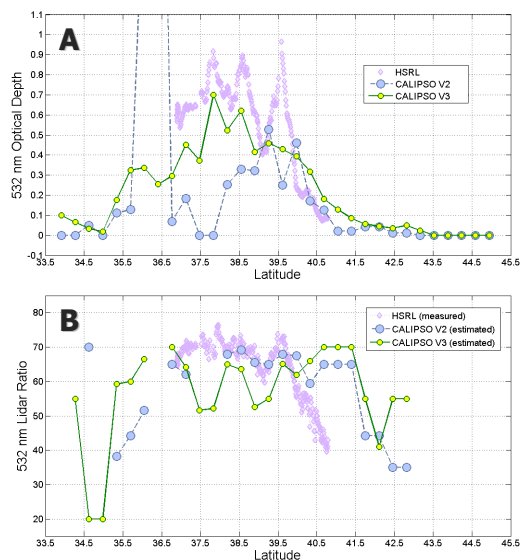 A
1.1
1
0.9
0.8
0.7
0.6
0.5
0.4
0.3
0.2
0.1
0
-0.1
532 nm Optical Depth
HSRL
CALIPSO V2
CALIPSO V3
33.5 34.5 35.5 36.5 37.5 38.5 39.5 40.5 41.5 42.5 43.5 44.5 45.5
Latitude
B
80
70
60
50
40
30
20
532 nm Lidar Ratio
HSRL (measured)
CALIPSO V2 (estimated)
CALIPSO V3 (estimated)
33.5 34.5 35.5 36.5 37.5 38.5 39.5 40.5 41.5 42.5 43.5 44.5 45.5
Latitude